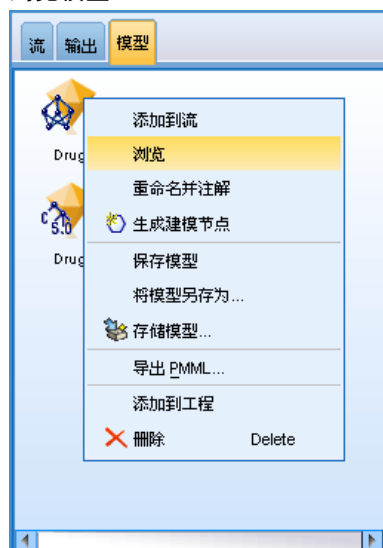 流 输出 模型
添加到流
Drug
浏览
重命名并注解
C5.0
生成建模节点
Drug
保存模型
将模型另存为...
存储模型...
导出 PMML...
添加到工程
删除 Delete